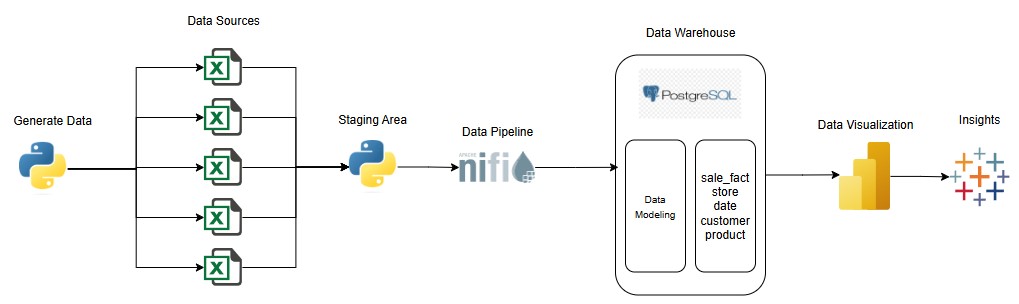 Data Sources
Data Warehouse
Generate Data
Staging Area
Data Pipeline
Data Visualization
Insights
X
X
X
X
X
PostgreSQL
APACHE
nifi
Data
Modeling
sale_fact
store
date
customer
product